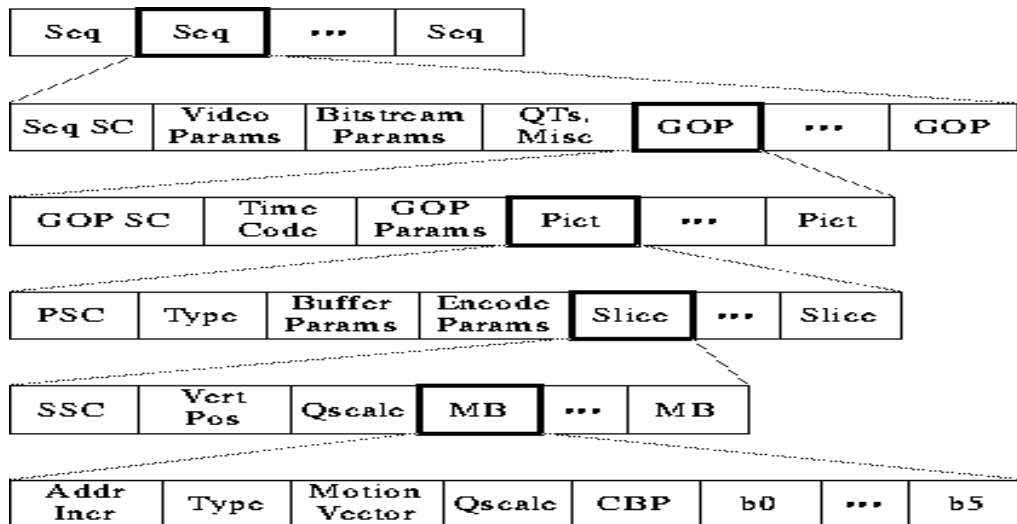 Seq Seq ... Seq
Seq SC Video Params Bitstream Params QTs, Misc GOP ... GOP
GOP SC Time Code GOP Params Pict ... Pict
PSC Type Buffer Params Encode Params Slice ... Slice
SSC Vert Pos Qscale MB ... MB
Addr Incr Type Motion Vector Qscale CBP b0 ... b5